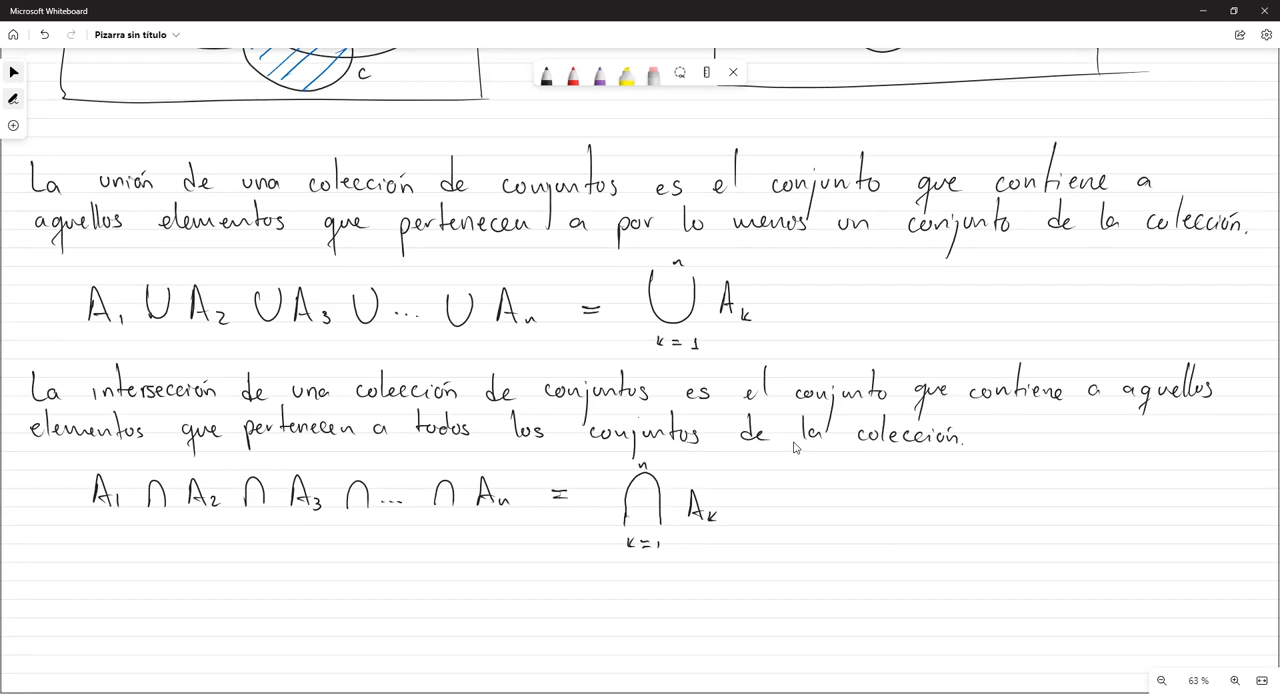 Microsoft Whiteboard
Pizarra sin título
C
La unión de una colección de conjuntos es el conjunto que contiene a
aquellos elementos que pertenecen a por lo menos un conjunto de la colección.
n
A₁ ∪ A₂ ∪ A₃ ∪ ... ∪ Aₙ = ⋃ Aₖ
k = 1
La intersección de una colección de conjuntos es el conjunto que contiene a aquellos
elementos que pertenecen a todos los conjuntos de la colección.
n
A₁ ∩ A₂ ∩ A₃ ∩ ... ∩ Aₙ = ⋂ Aₖ
k = 1
63 %